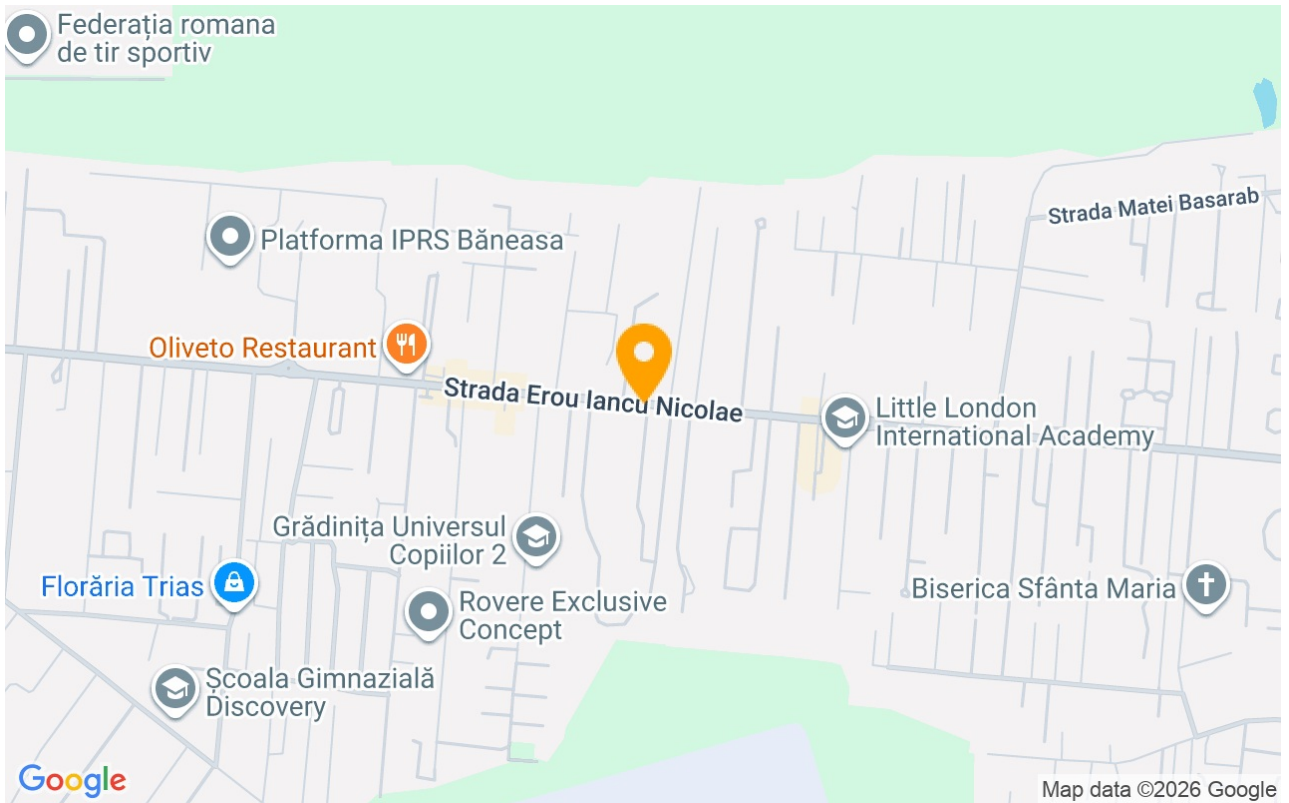 Federația romana
de tir sportiv
Strada Matei Basarab
Platforma IPRS Băneasa
Oliveto Restaurant
Strada Erou Iancu Nicolae
Little London
International Academy
Grădinița Universul
Copiilor 2
Florăria Trias
Biserica Sfânta Maria
Rovere Exclusive
Concept
Școala Gimnazială
Discovery
Google
Map data ©2026 Google